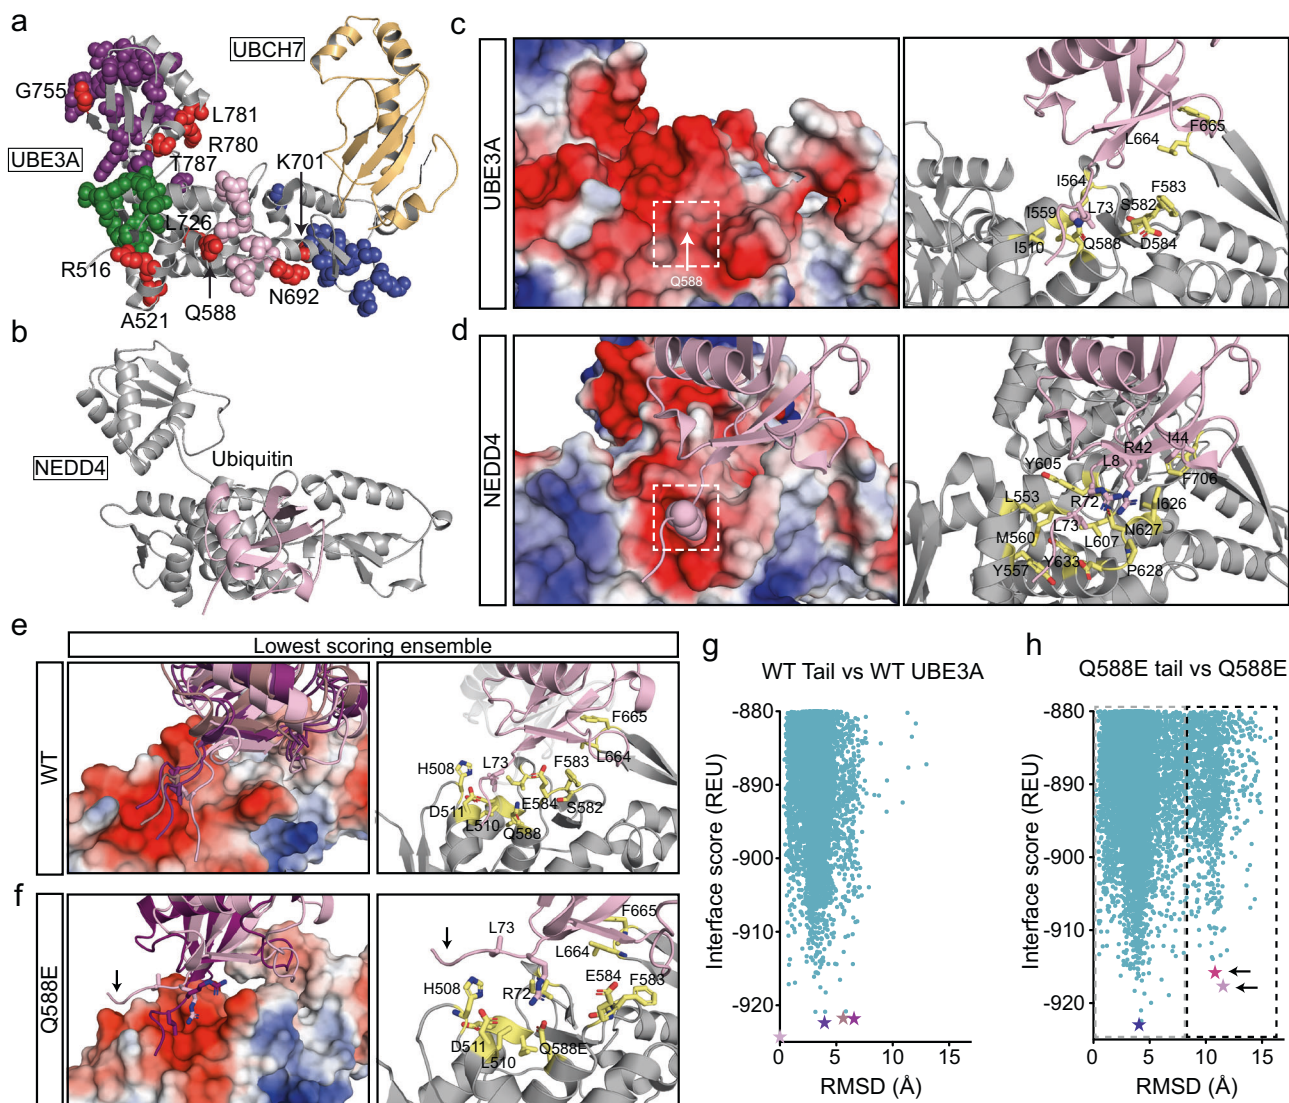 a
UBCH7
G755
L781
R780
UBE3A
T787
K701
L726
R516
N692
Q588
A521
b
NEDD4
Ubiquitin
c
UBE3A
Q588
F665
L664
I564
F583
S582
L73
I559
Q588
D584
I510
d
NEDD4
I44
R42
L8
Y605
F706
L553
R72
I626
L73
N627
M560
L607
Y633
Y557
P628
e
Lowest scoring ensemble
WT
F665
L664
H508
L73
F583
E584
D511
S582
L510
Q588
f
Q588E
F665
L73
L664
E584
H508
F583
R72
D511
Q588E
L510
g
WT Tail vs WT UBE3A
-880
-890
-900
-910
-920
Interface score (REU)
0 5 10 15
RMSD (Å)
h
Q588E tail vs Q588E
-880
-890
-900
-910
-920
Interface score (REU)
0 5 10 15
RMSD (Å)